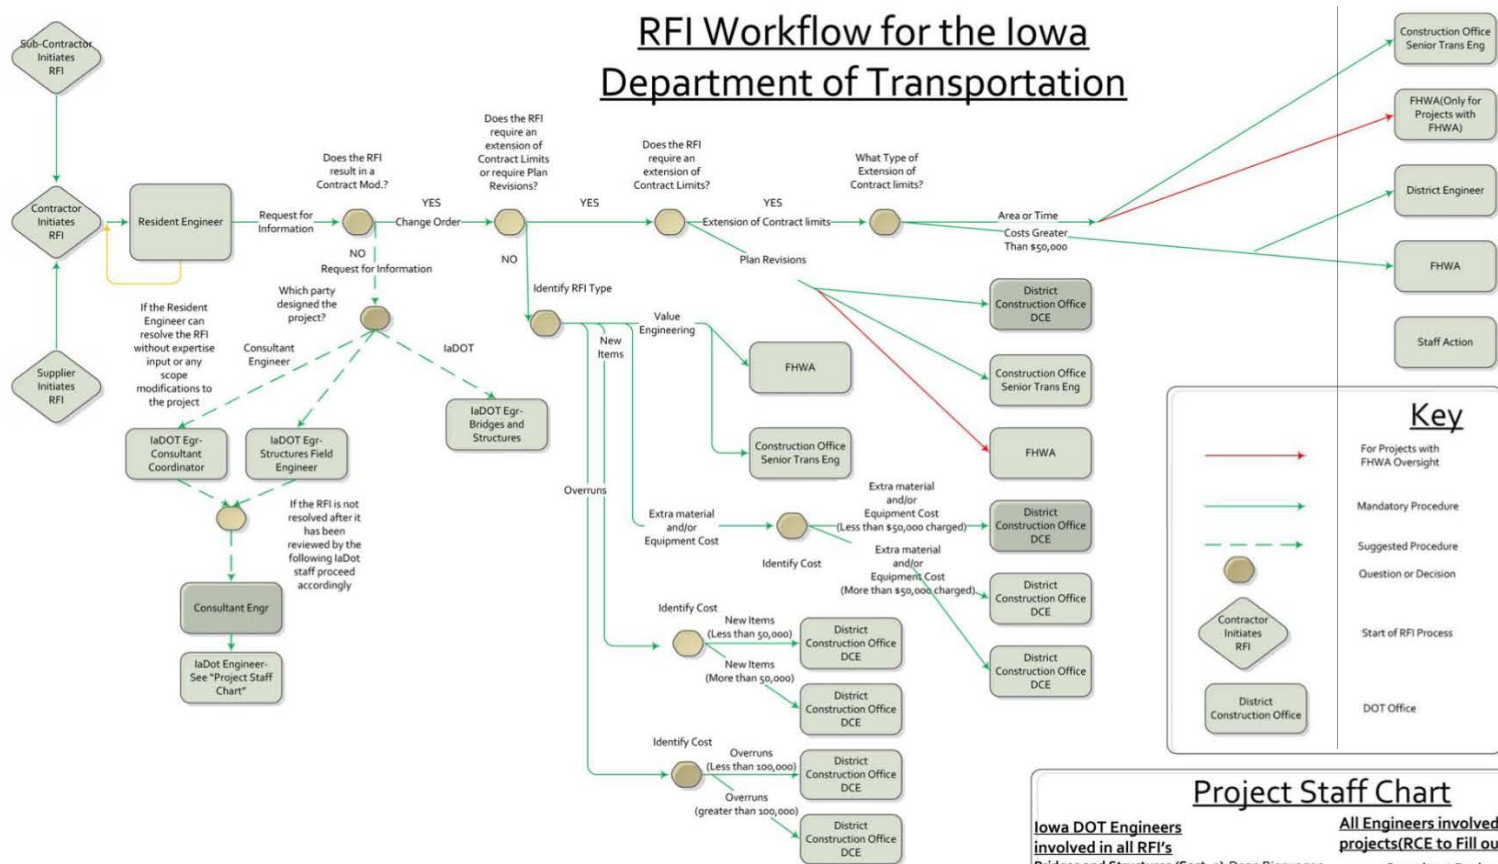 RFI Workflow for the Iowa
Department of Transportation
Sub-Contractor
Initiates
RFI
Contractor
Initiates
RFI
Supplier
Initiates
RFI
Resident Engineer
If the Resident
Engineer can
resolve the RFI
without expertise
input or any
scope
modifications to
the project
Request for
Information
Does the RFI
result in a
Contract Mod.?
YES
Change Order
NO
Request for Information
Which party
designed the
project?
Consultant
Engineer
IaDOT
IaDOT Egr-
Consultant
Coordinator
IaDOT Egr-
Structures Field
Engineer
IaDOT Egr-
Bridges and
Structures
If the RFI is not
resolved after it
has been
reviewed by the
following IaDot
staff proceed
accordingly
Consultant Engr
IaDot Engineer-
See "Project Staff
Chart"
Does the RFI
require an
extension of
Contract Limits
or require Plan
Revisions?
YES
NO
Identify RFI Type
Does the RFI
require an
extension of
Contract Limits?
YES
Extension of Contract limits
Plan Revisions
What Type of
Extension of
Contract limits?
Area or Time
Costs Greater
Than $50,000
Construction Office
Senior Trans Eng
FHWA(Only for
Projects with
FHWA)
District Engineer
FHWA
Staff Action
District
Construction Office
DCE
Construction Office
Senior Trans Eng
FHWA
Value
Engineering
New
Items
Overruns
FHWA
Construction Office
Senior Trans Eng
Extra material
and/or
Equipment Cost
Identify Cost
Extra material
and/or
Equipment Cost
(Less than $50,000 charged)
Extra material
and/or
Equipment Cost
(More than $50,000 charged)
District
Construction Office
DCE
District
Construction Office
DCE
District
Construction Office
DCE
Identify Cost
New Items
(Less than 50,000)
New Items
(More than 50,000)
District
Construction Office
DCE
District
Construction Office
DCE
Identify Cost
Overruns
(Less than 100,000)
Overruns
(greater than 100,000)
District
Construction Office
DCE
District
Construction Office
DCE
Key
For Projects with
FHWA Oversight
Mandatory Procedure
Suggested Procedure
Question or Decision
Contractor
Initiates
RFI
Start of RFI Process
District
Construction Office
DOT Office
Project Staff Chart
Iowa DOT Engineers
involved in all RFI's
All Engineers involved
projects(RCE to Fill ou
Bridges and Structures